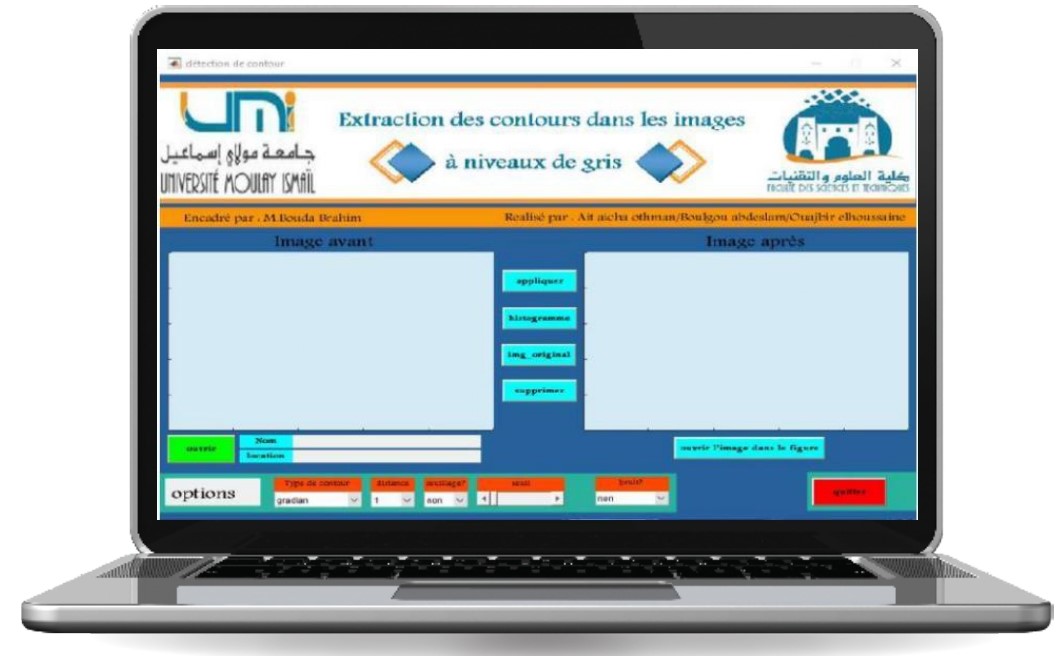 détection de contour
umi
جامعة مولاي إسماعيل
UNIVERSITÉ MOULAY ISMAÏL
Extraction des contours dans les images
à niveaux de gris
كلية العلوم والتقنيات
FACULTÉ DES SCIENCES ET TECHNIQUES
Encadré par : M.Bouda Brahim
Realisé par : Ait aicha othman/Boulgou abdeslam/Ouajbir elhoussaine
Image avant
Image après
appliquer
histogramme
img_original
supprimer
ouvrir
Nom
location
ouvrir l'image dans le figure
options
Type de contour
distance
seuillage?
seuil
bruit?
gradian
1
non
non
quitter